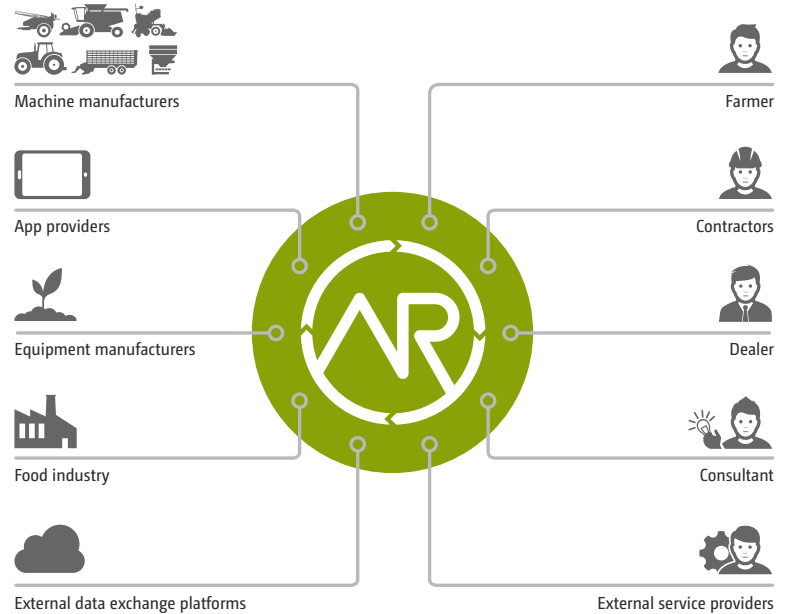 Machine manufacturers
Farmer
App providers
Contractors
AR
Equipment manufacturers
Dealer
Food industry
Consultant
External data exchange platforms
External service providers